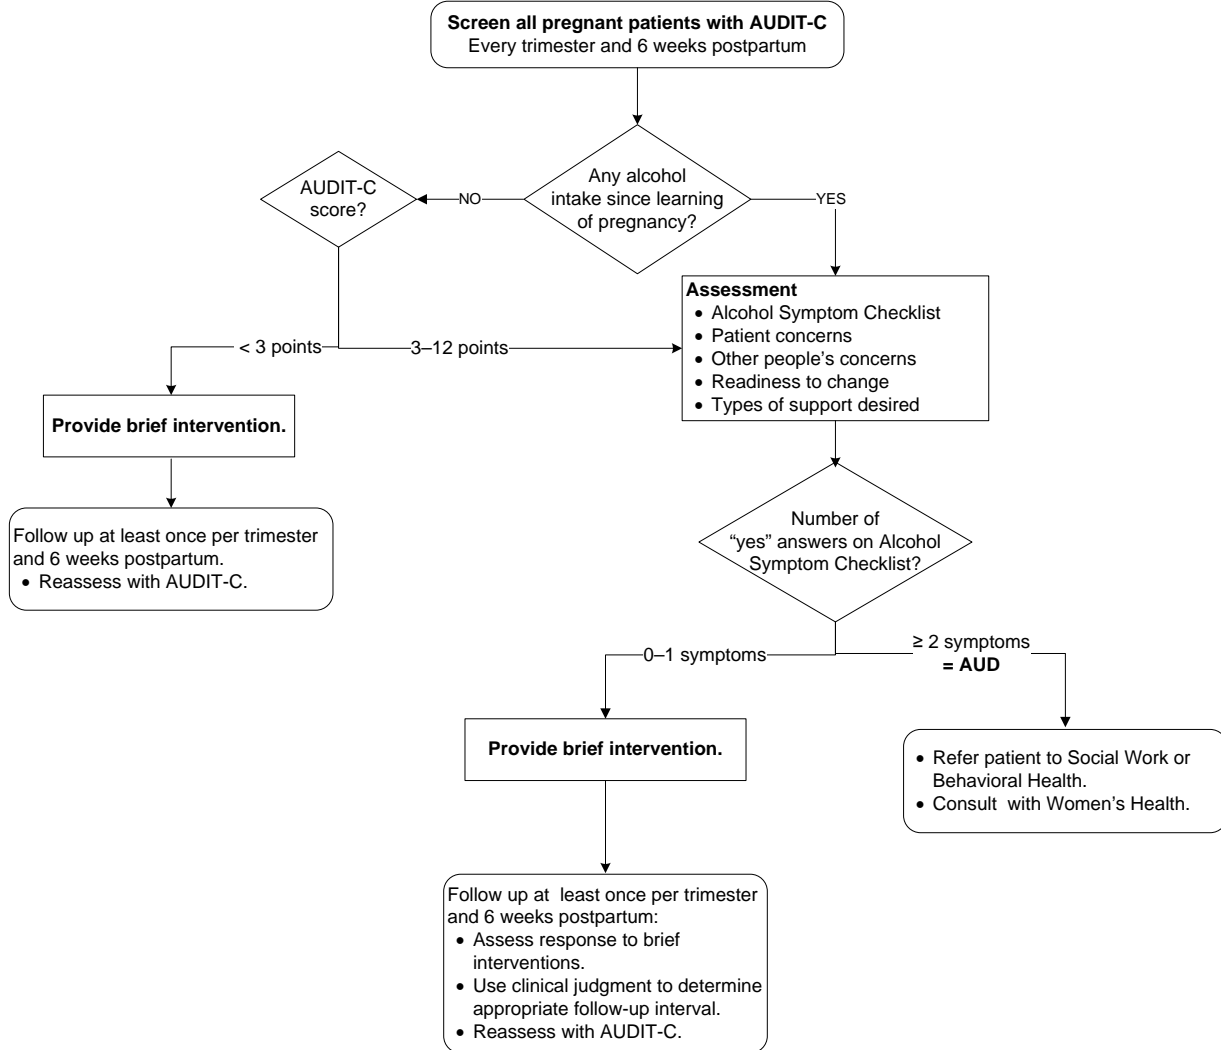 Screen all pregnant patients with AUDIT-C
Every trimester and 6 weeks postpartum
Any alcohol
intake since learning
of pregnancy?
NO
YES
AUDIT-C
score?
Assessment
• Alcohol Symptom Checklist
• Patient concerns
• Other people's concerns
• Readiness to change
• Types of support desired
< 3 points
3–12 points
Provide brief intervention.
Follow up at least once per trimester
and 6 weeks postpartum.
• Reassess with AUDIT-C.
Number of
“yes” answers on Alcohol
Symptom Checklist?
0–1 symptoms
≥ 2 symptoms
= AUD
Provide brief intervention.
• Refer patient to Social Work or
Behavioral Health.
• Consult with Women’s Health.
Follow up at least once per trimester
and 6 weeks postpartum:
• Assess response to brief
interventions.
• Use clinical judgment to determine
appropriate follow-up interval.
• Reassess with AUDIT-C.